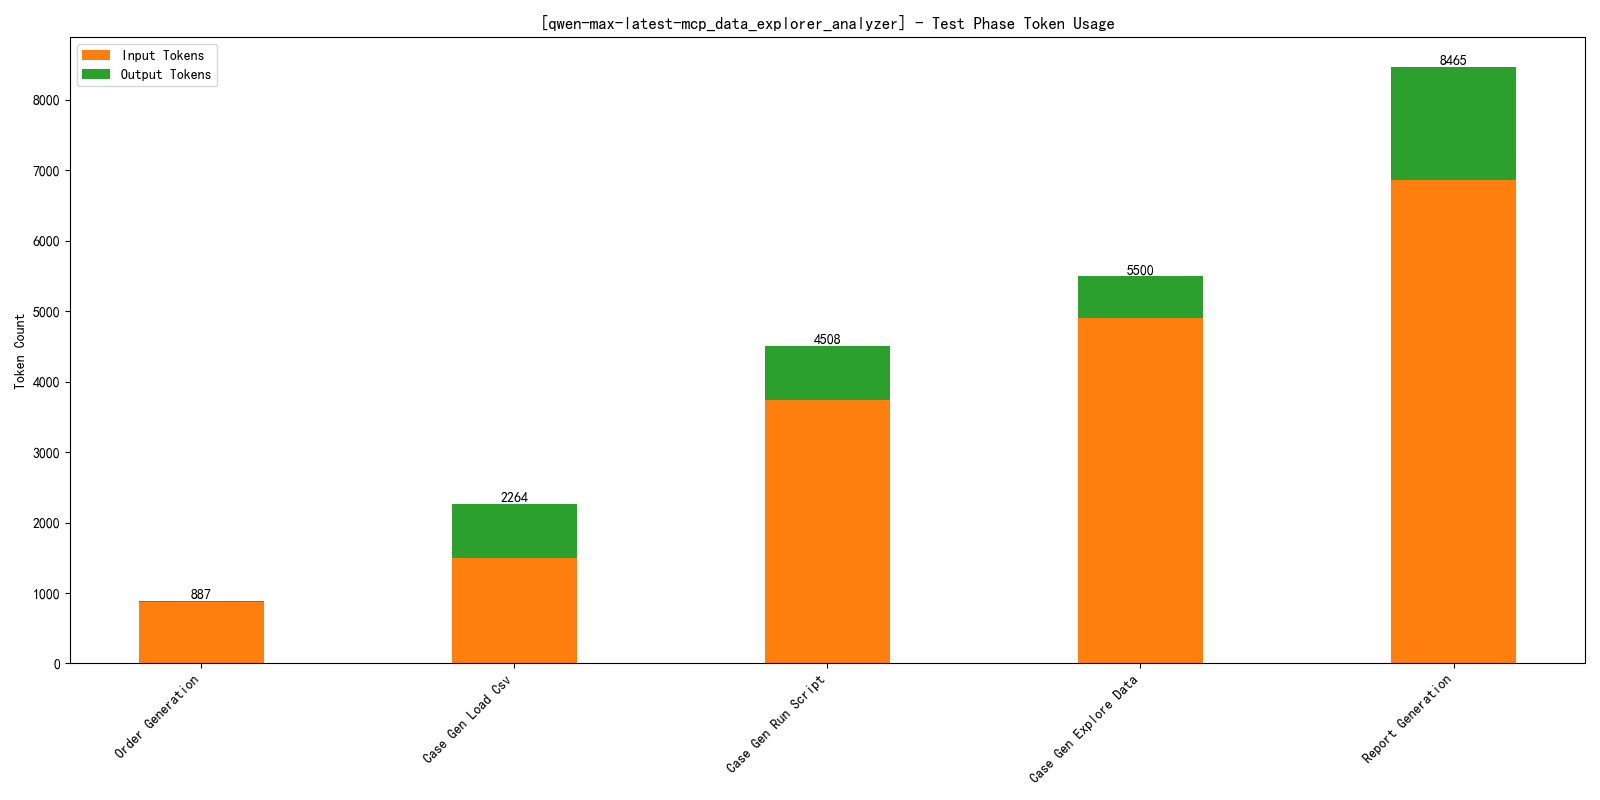 [qwen-max-latest-mcp_data_explorer_analyzer] - Test Phase Token Usage
Input Tokens
Output Tokens
8465
8000
7000
6000
5500
5000
4508
4000
3000
2264
2000
1000
887
0
Token Count
Order Generation
Case Gen Load Csv
Case Gen Run Script
Case Gen Explore Data
Report Generation